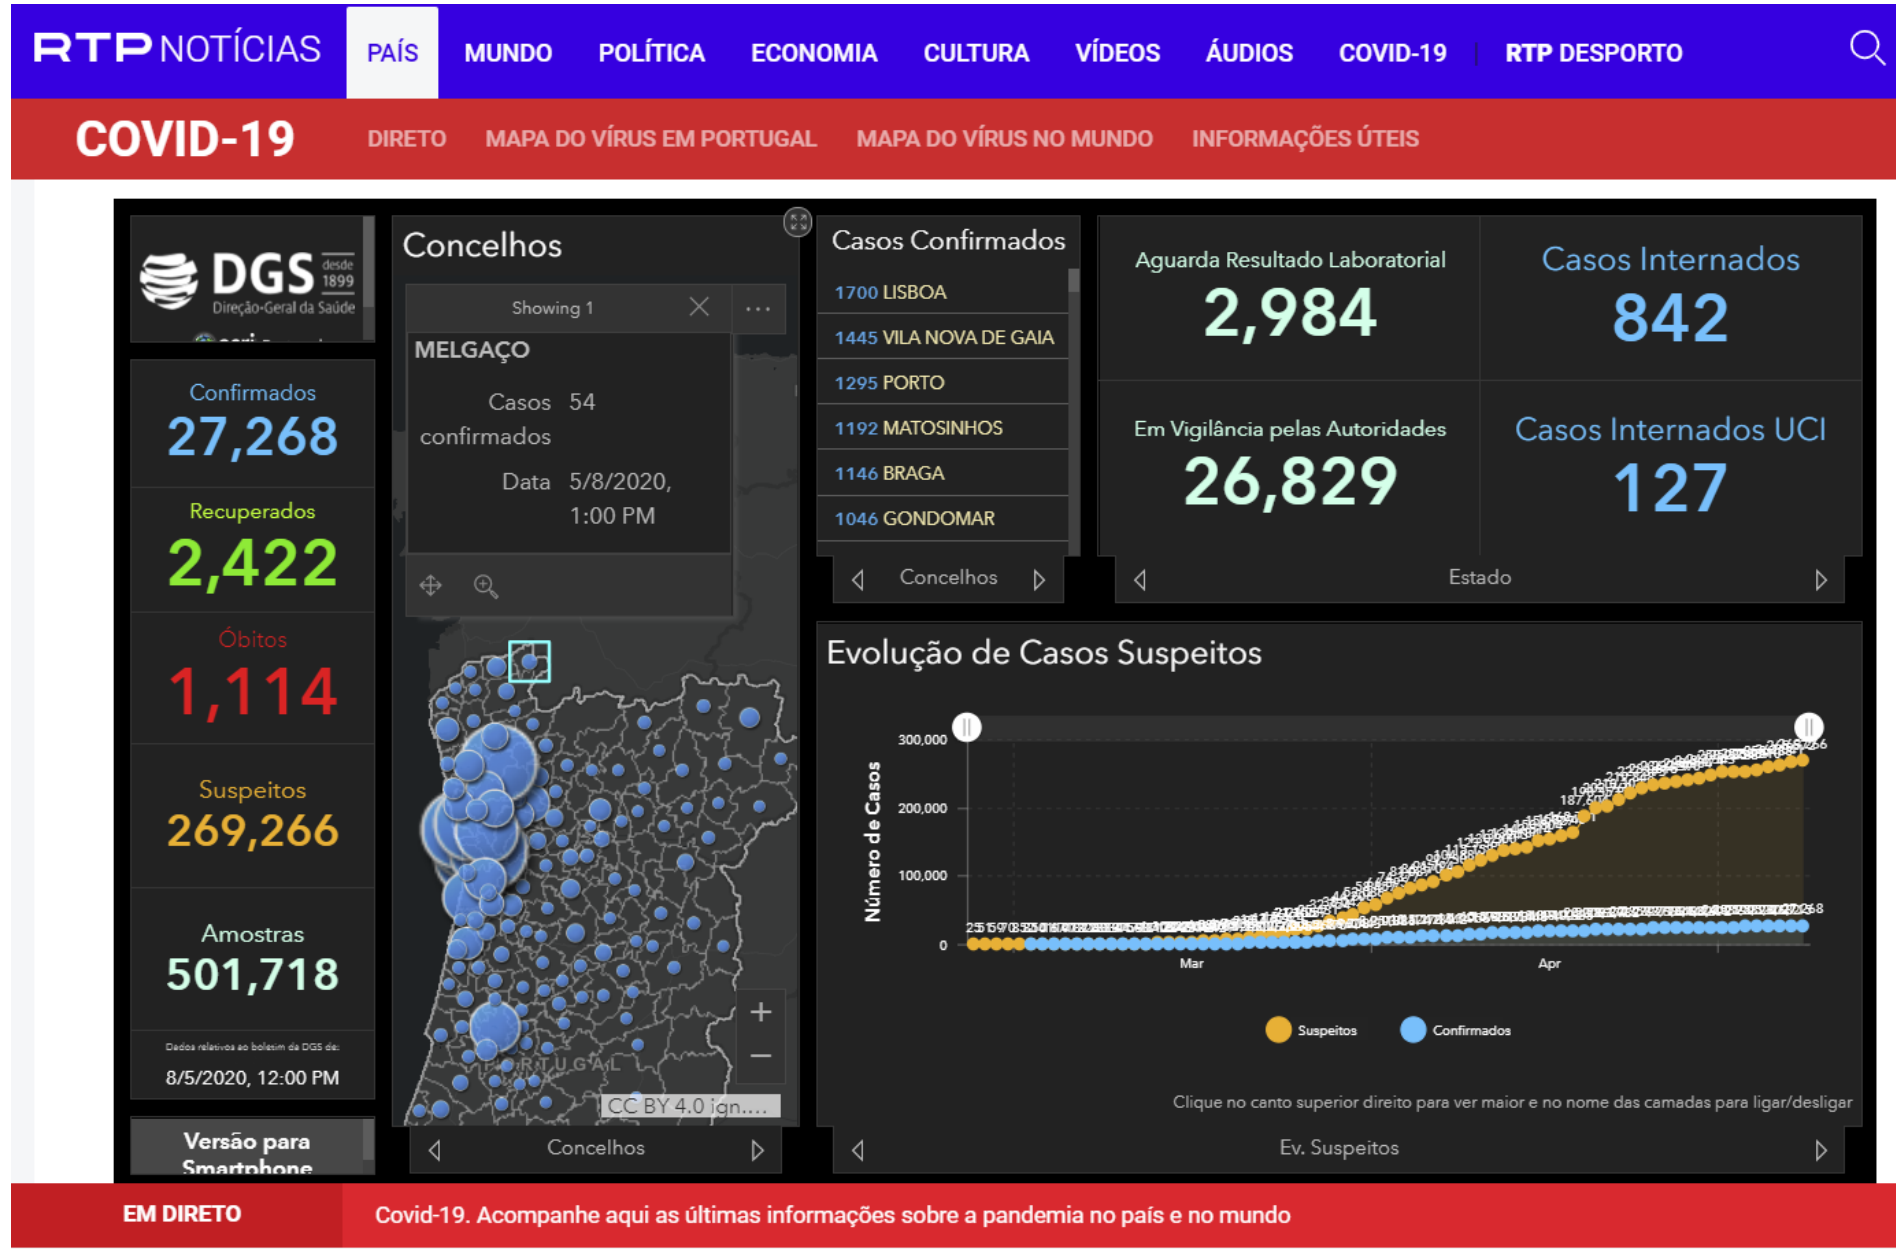 RTP NOTÍCIAS PAÍS MUNDO POLÍTICA ECONOMIA CULTURA VÍDEOS ÁUDIOS COVID-19 RTP DESPORTO
COVID-19 DIRETO MAPA DO VÍRUS EM PORTUGAL MAPA DO VÍRUS NO MUNDO INFORMAÇÕES ÚTEIS
DGS desde 1899
Direção-Geral da Saúde
Confirmados
27,268
Recuperados
2,422
Óbitos
1,114
Suspeitos
269,266
Amostras
501,718
Dados relativos ao boletim da DGS de:
8/5/2020, 12:00 PM
Versão para
Smartphone
Concelhos
Showing 1
MELGAÇO
Casos confirmados 54
Data 5/8/2020, 1:00 PM
PORTUGAL
CC BY 4.0 ign....
Concelhos
Casos Confirmados
1700 LISBOA
1445 VILA NOVA DE GAIA
1295 PORTO
1192 MATOSINHOS
1146 BRAGA
1046 GONDOMAR
Concelhos
Aguarda Resultado Laboratorial
2,984
Casos Internados
842
Em Vigilância pelas Autoridades
26,829
Casos Internados UCI
127
Estado
Evolução de Casos Suspeitos
Número de Casos
300,000
200,000
100,000
0
Mar Apr
Suspeitos Confirmados
Clique no canto superior direito para ver maior e no nome das camadas para ligar/desligar
Ev. Suspeitos
EM DIRETO Covid-19. Acompanhe aqui as últimas informações sobre a pandemia no país e no mundo